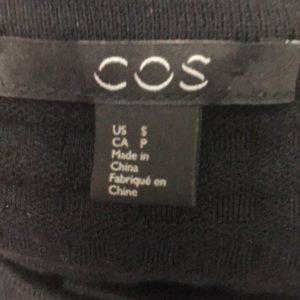 COS
US S
CA P
Made in
China
Fabriqué en
Chine